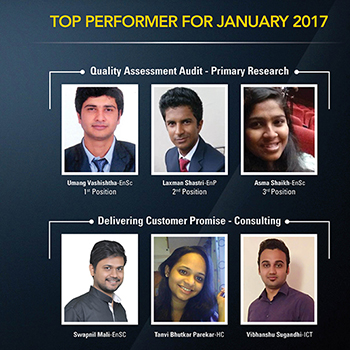 TOP PERFORMER FOR JANUARY 2017
Quality Assessment Audit - Primary Research
Umang Vashishtha-EnSc
1st Position
Laxman Shastri-EnP
2nd Position
Asma Shaikh-EnSc
3rd Position
Delivering Customer Promise - Consulting
Swapnil Mali-EnSC
Tanvi Bhutkar Parekar-HC
Vibhanshu Sugandhi-ICT